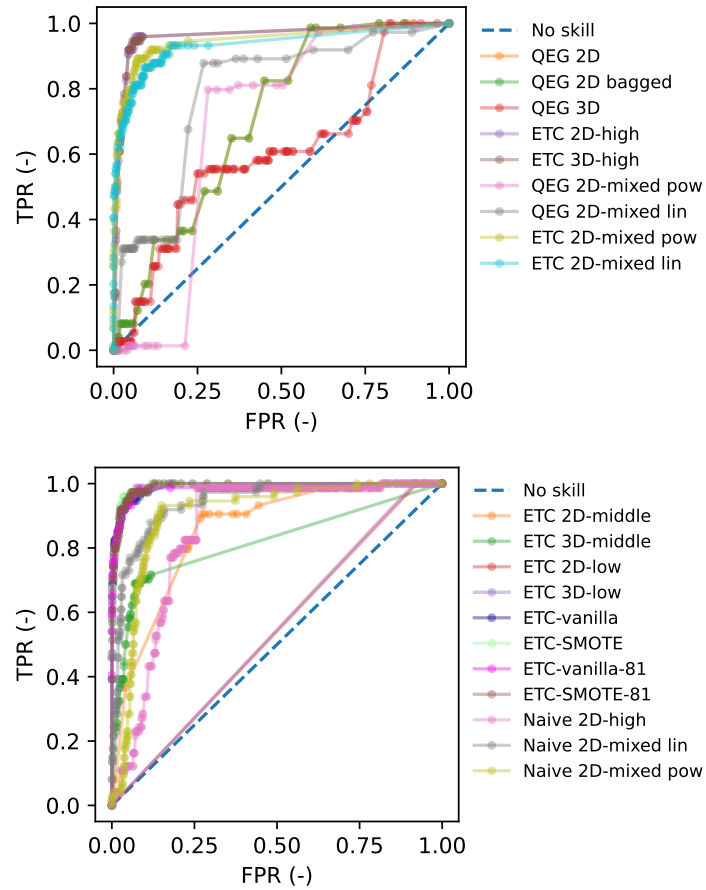 1.0
0.8
0.6
0.4
0.2
0.0
TPR (-)
0.00 0.25 0.50 0.75 1.00
FPR (-)
No skill
QEG 2D
QEG 2D bagged
QEG 3D
ETC 2D-high
ETC 3D-high
QEG 2D-mixed pow
QEG 2D-mixed lin
ETC 2D-mixed pow
ETC 2D-mixed lin
1.0
0.8
0.6
0.4
0.2
0.0
TPR (-)
0.00 0.25 0.50 0.75 1.00
FPR (-)
No skill
ETC 2D-middle
ETC 3D-middle
ETC 2D-low
ETC 3D-low
ETC-vanilla
ETC-SMOTE
ETC-vanilla-81
ETC-SMOTE-81
Naive 2D-high
Naive 2D-mixed lin
Naive 2D-mixed pow